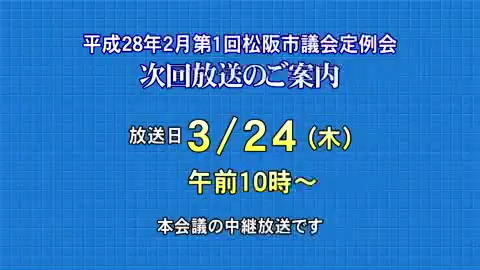 平成28年2月第1回松阪市議会定例会
次回放送のご案内
放送日 3/24（木）
午前10時～
本会議の中継放送です